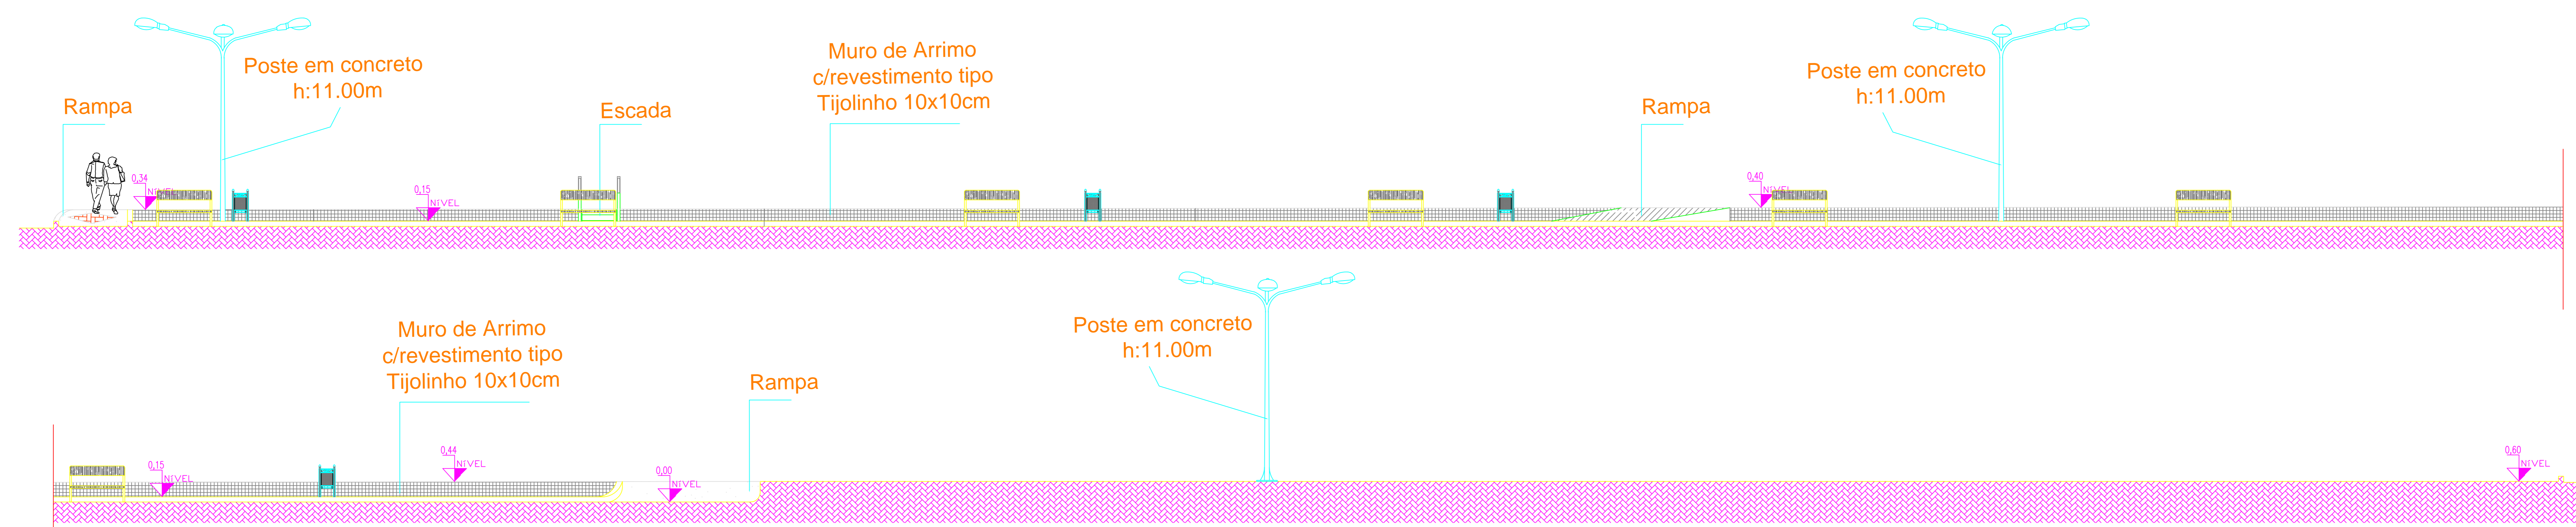 Rampa
Poste em concreto
h:11.00m
Escada
Muro de Arrimo
c/revestimento tipo
Tijolinho 10x10cm
Rampa
Poste em concreto
h:11.00m
0,34
NIVEL
0,15
NIVEL
0,40
NIVEL
Muro de Arrimo
c/revestimento tipo
Tijolinho 10x10cm
Rampa
Poste em concreto
h:11.00m
0,15
NIVEL
0,44
NIVEL
0,00
NIVEL
0,60
NIVEL